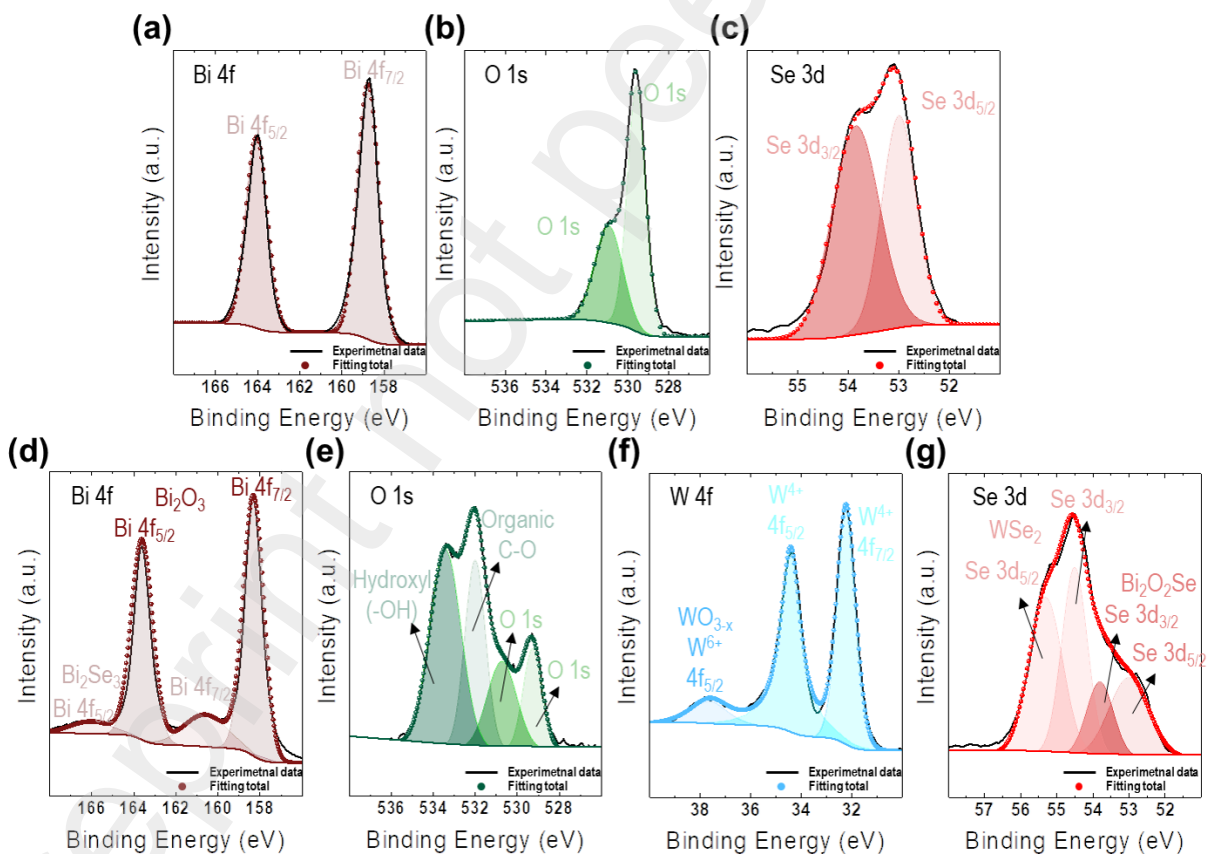 (a)
Bi 4f
Bi 4f7/2
Bi 4f5/2
Intensity (a.u.)
Experimetnal data
Fitting total
166 164 162 160 158
Binding Energy (eV)
(b)
O 1s
O 1s
O 1s
Intensity (a.u.)
Experimetnal data
Fitting total
536 534 532 530 528
Binding Energy (eV)
(c)
Se 3d
Se 3d5/2
Se 3d3/2
Intensity (a.u.)
Experimetnal data
Fitting total
55 54 53 52
Binding Energy (eV)
(d)
Bi 4f
Bi2O3
Bi 4f7/2
Bi 4f5/2
Bi2Se3
Bi 4f5/2
Bi 4f7/2
Intensity (a.u.)
Experimetnal data
Fitting total
166 164 162 160 158
Binding Energy (eV)
(e)
O 1s
Organic
C-O
Hydroxyl
(-OH)
O 1s
O 1s
Intensity (a.u.)
Experimetnal data
Fitting total
536 534 532 530 528
Binding Energy (eV)
(f)
W 4f
W4+
4f5/2
W4+
4f7/2
WO3-x
W6+
4f5/2
Intensity (a.u.)
Experimetnal data
Fitting total
38 36 34 32
Binding Energy (eV)
(g)
Se 3d
Se 3d3/2
WSe2
Se 3d5/2
Bi2O2Se
Se 3d3/2
Se 3d5/2
Intensity (a.u.)
Experimetnal data
Fitting total
57 56 55 54 53 52 51
Binding Energy (eV)
eprint not pee